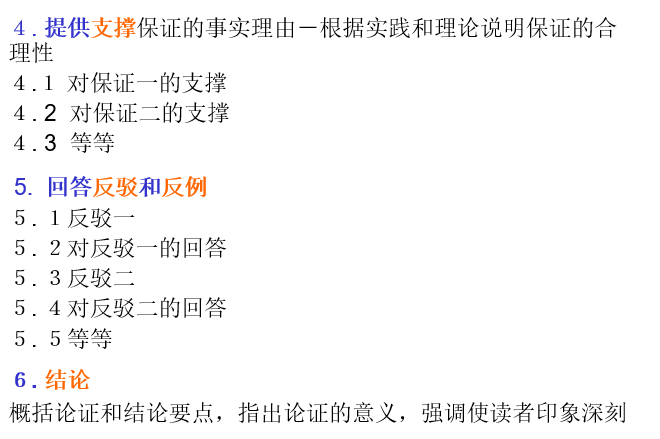 ４.提供支撑保证的事实理由－根据实践和理论说明保证的合
理性
４.１ 对保证一的支撑
４.2 对保证二的支撑
４.3 等等
5. 回答反驳和反例
５．１反驳一
５．２对反驳一的回答
５．３反驳二
５．４对反驳二的回答
５．５等等
６.结论
概括论证和结论要点，指出论证的意义，强调使读者印象深刻